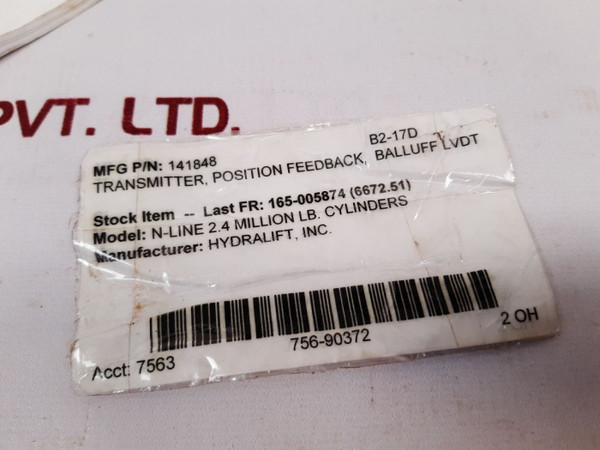 PVT. LTD.
B2-17D
MFG P/N: 141848
TRANSMITTER, POSITION FEEDBACK, BALLUFF LVDT
Stock Item -- Last FR: 165-005874 (6672.51)
Model: N-LINE 2.4 MILLION LB. CYLINDERS
Manufacturer: HYDRALIFT, INC.
756-90372
2 OH
Acct: 7563